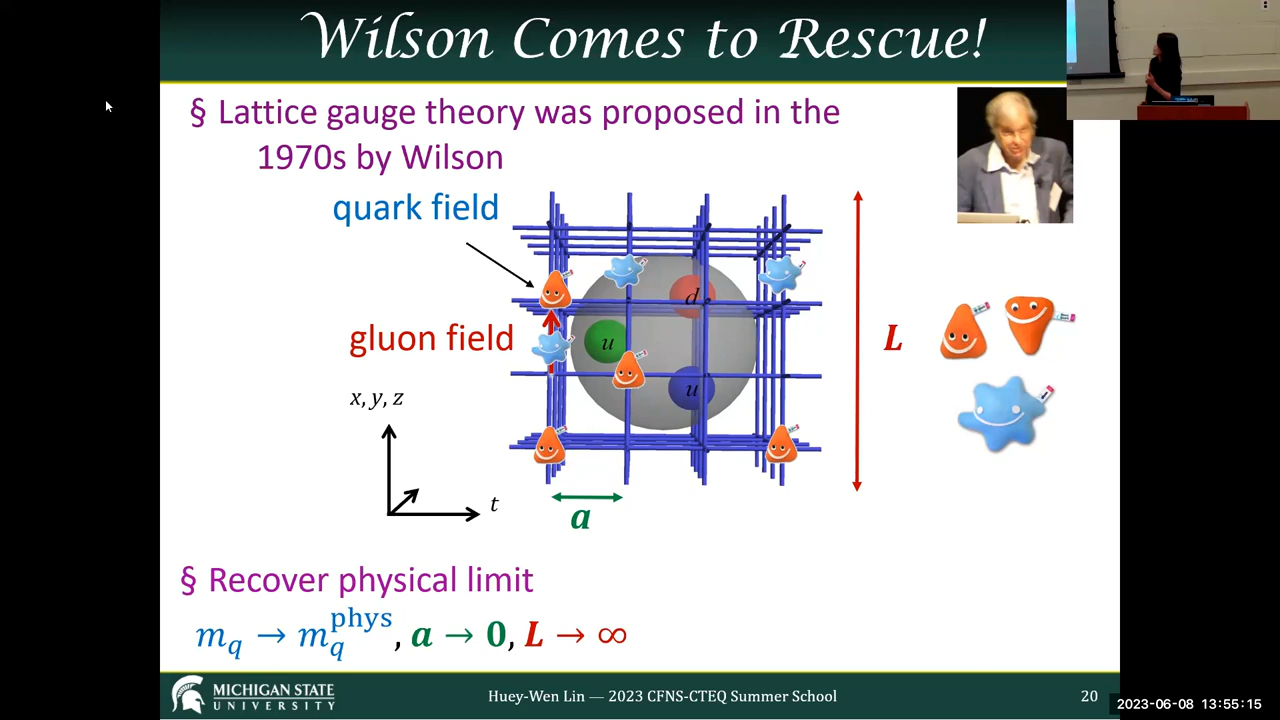 Wilson Comes to Rescue!
§ Lattice gauge theory was proposed in the
1970s by Wilson
quark field
d
gluon field
u
L
u
x, y, z
t
a
§ Recover physical limit
m_q → m_q^phys, a → 0, L → ∞
MICHIGAN STATE
UNIVERSITY
Huey-Wen Lin — 2023 CFNS-CTEQ Summer School
20
2023-06-08 13:55:15